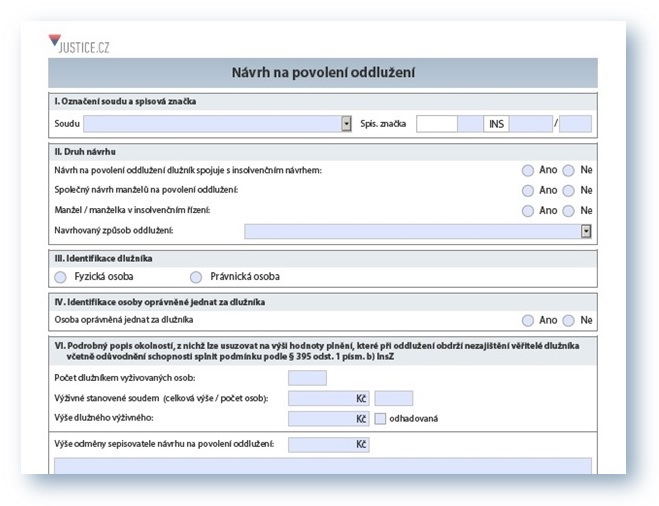 JUSTICE.CZ
Návrh na povolení oddlužení
I. Označení soudu a spisová značka
Soudu Spis. značka INS /
II. Druh návrhu
Návrh na povolení oddlužení dlužník spojuje s insolvenčním návrhem: Ano Ne
Společný návrh manželů na povolení oddlužení: Ano Ne
Manžel / manželka v insolvenčním řízení: Ano Ne
Navrhovaný způsob oddlužení:
III. Identifikace dlužníka
Fyzická osoba Právnická osoba
IV. Identifikace osoby oprávněné jednat za dlužníka
Osoba oprávněná jednat za dlužníka Ano Ne
VI. Podrobný popis okolností, z nichž lze usuzovat na výši hodnoty plnění, které při oddlužení obdrží nezajištění věřitelé dlužníka
včetně odůvodnění schopnosti splnit podmínku podle § 395 odst. 1 písm. b) InsZ
Počet dlužníkem vyživovaných osob:
Výživné stanovené soudem (celková výše / počet osob): Kč
Výše dlužného výživného: Kč odhadovaná
Výše odměny sepisovatele návrhu na povolení oddlužení: Kč